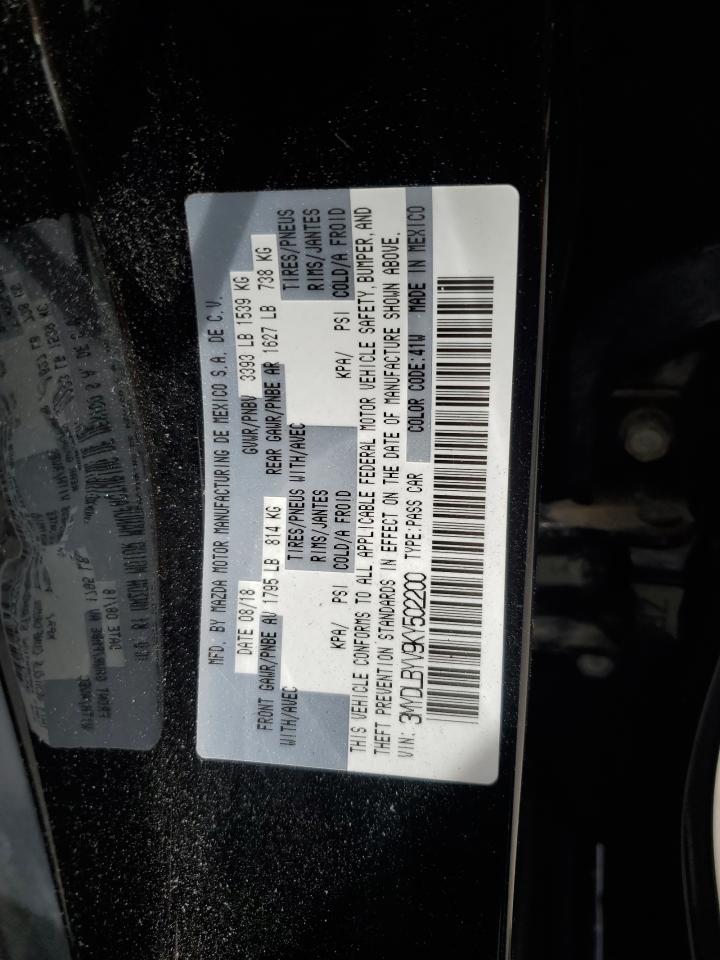 MFD. BY MAZDA MOTOR MANUFACTURING DE MEXICO S.A. DE C.V.
DATE 08/18 GVWR/PNBV 3393 LB 1539 KG
FRONT GAWR/PNBE AV 1795 LB 814 KG REAR GAWR/PNBE AR 1627 LB 738 KG
WITH/AVEC TIRES/PNEUS WITH/AVEC TIRES/PNEUS
RIMS/JANTES RIMS/JANTES
KPA/ PSI COLD/A FROID KPA/ PSI COLD/A FROID
THIS VEHICLE CONFORMS TO ALL APPLICABLE FEDERAL MOTOR VEHICLE SAFETY, BUMPER, AND
THEFT PREVENTION STANDARDS IN EFFECT ON THE DATE OF MANUFACTURE SHOWN ABOVE.
VIN: 3MYDLBYV9KY502200 TYPE:PASS CAR COLOR CODE:41W MADE IN MEXICO